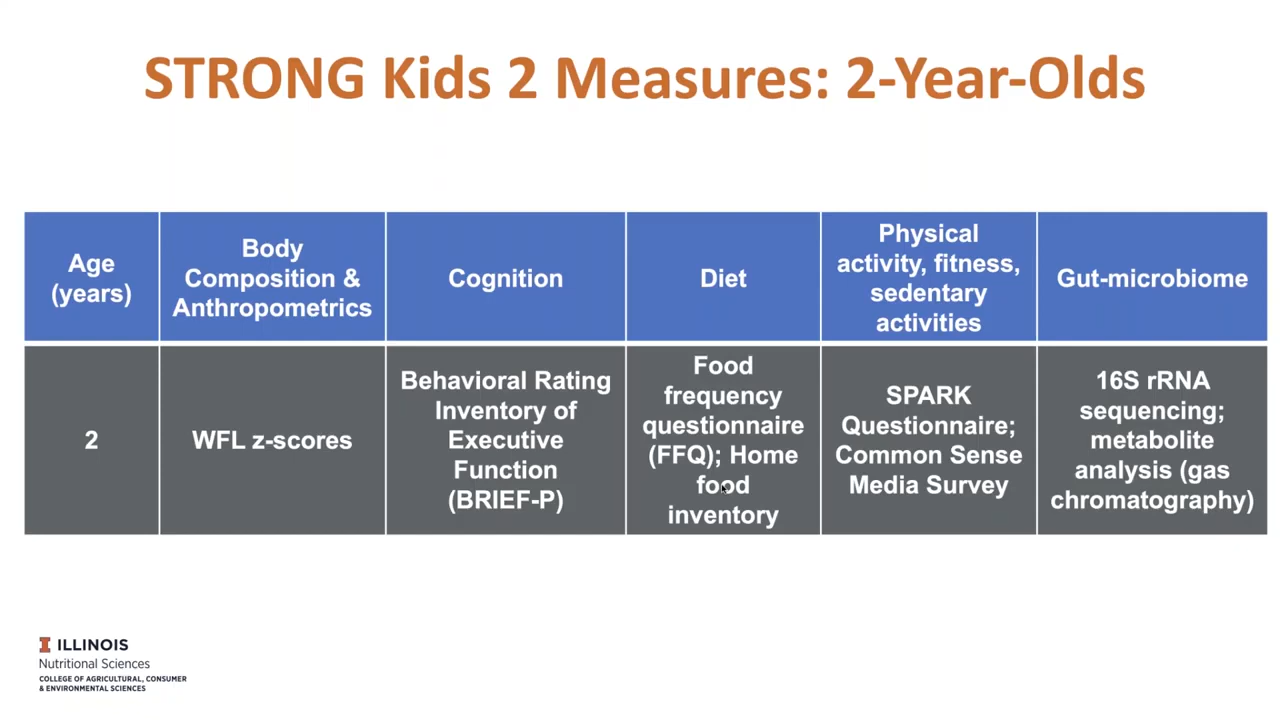 STRONG Kids 2 Measures: 2-Year-Olds
Age
(years)
Body
Composition &
Anthropometrics
Cognition
Diet
Physical
activity, fitness,
sedentary
activities
Gut-microbiome
2
WFL z-scores
Behavioral Rating
Inventory of
Executive
Function
(BRIEF-P)
Food
frequency
questionnaire
(FFQ); Home
food
inventory
SPARK
Questionnaire;
Common Sense
Media Survey
16S rRNA
sequencing;
metabolite
analysis (gas
chromatography)
I ILLINOIS
Nutritional Sciences
COLLEGE OF AGRICULTURAL, CONSUMER
& ENVIRONMENTAL SCIENCES